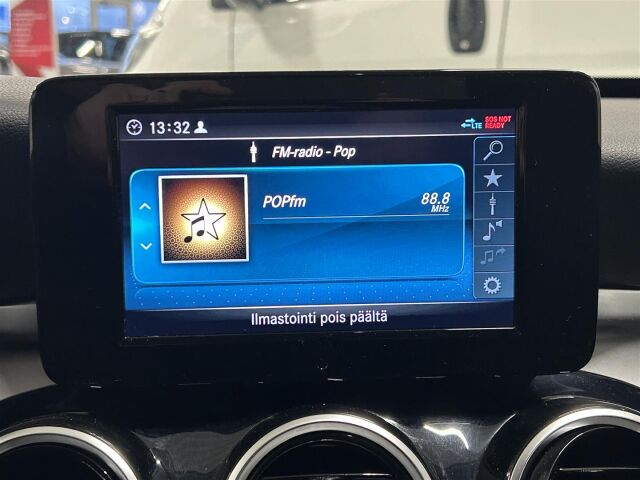 13:32
LTE
SOS NOT
READY
FM-radio - Pop
POPfm
88.8
MHz
Ilmastointi pois päältä